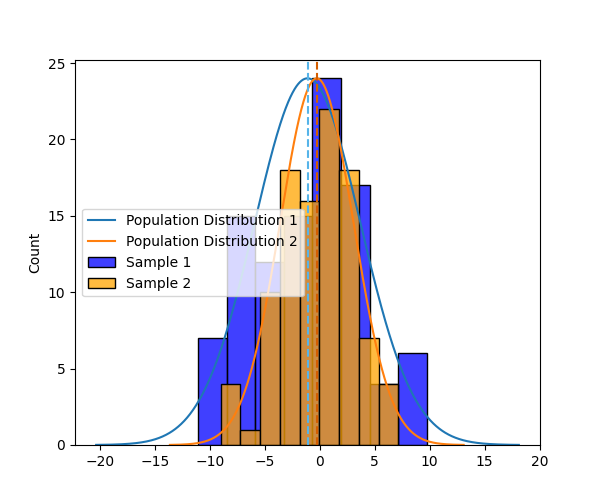 25
20
15
10
5
0
Count
Population Distribution 1
Population Distribution 2
Sample 1
Sample 2
−20 −15 −10 −5 0 5 10 15 20